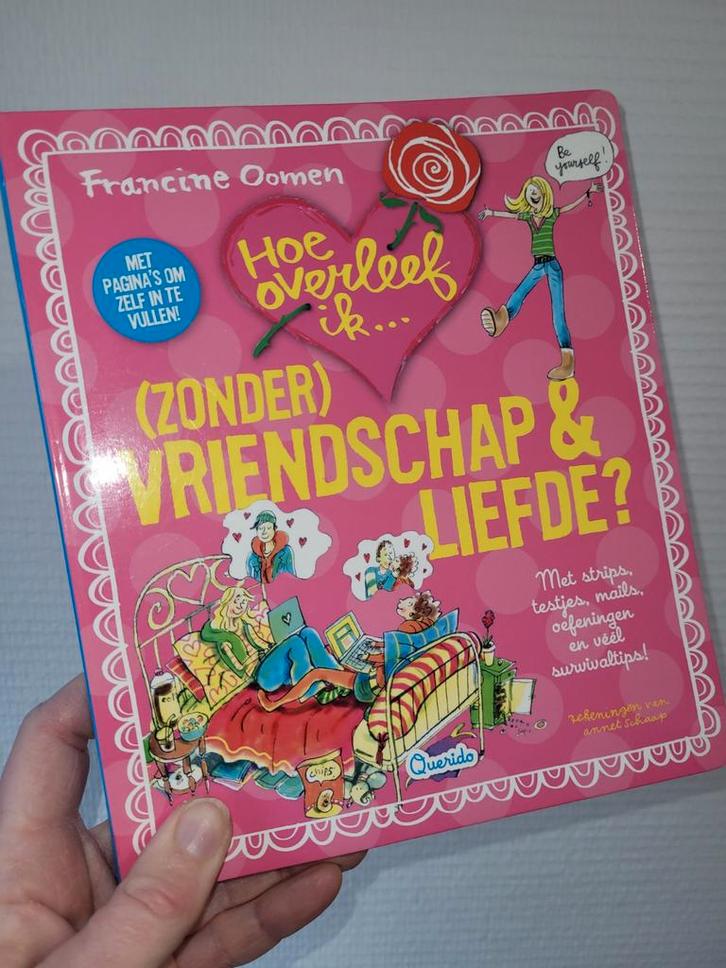 Francine Oomen
Be
yourself!
MET
PAGINA'S OM
ZELF IN TE
VULLEN!
Hoe
overleef
ik...
(ZONDER)
VRIENDSCHAP &
LIEFDE?
Met strips,
testjes, mails,
oefeningen
en véél
survivaltips!
tekeningen van
annet schaap
CHIPS
Querido